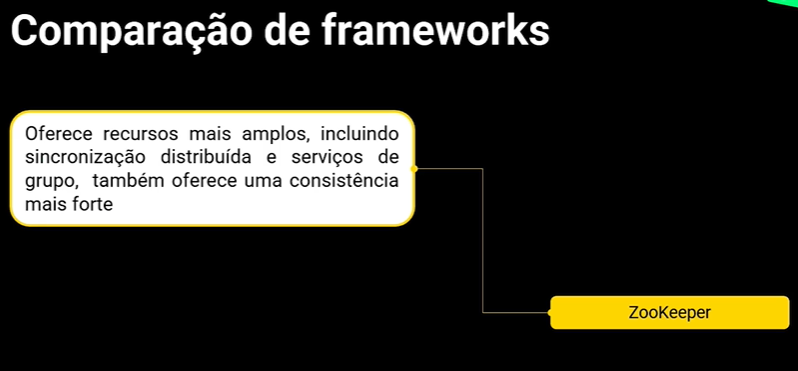 Comparação de frameworks
Oferece recursos mais amplos, incluindo
sincronização distribuída e serviços de
grupo, também oferece uma consistência
mais forte
ZooKeeper